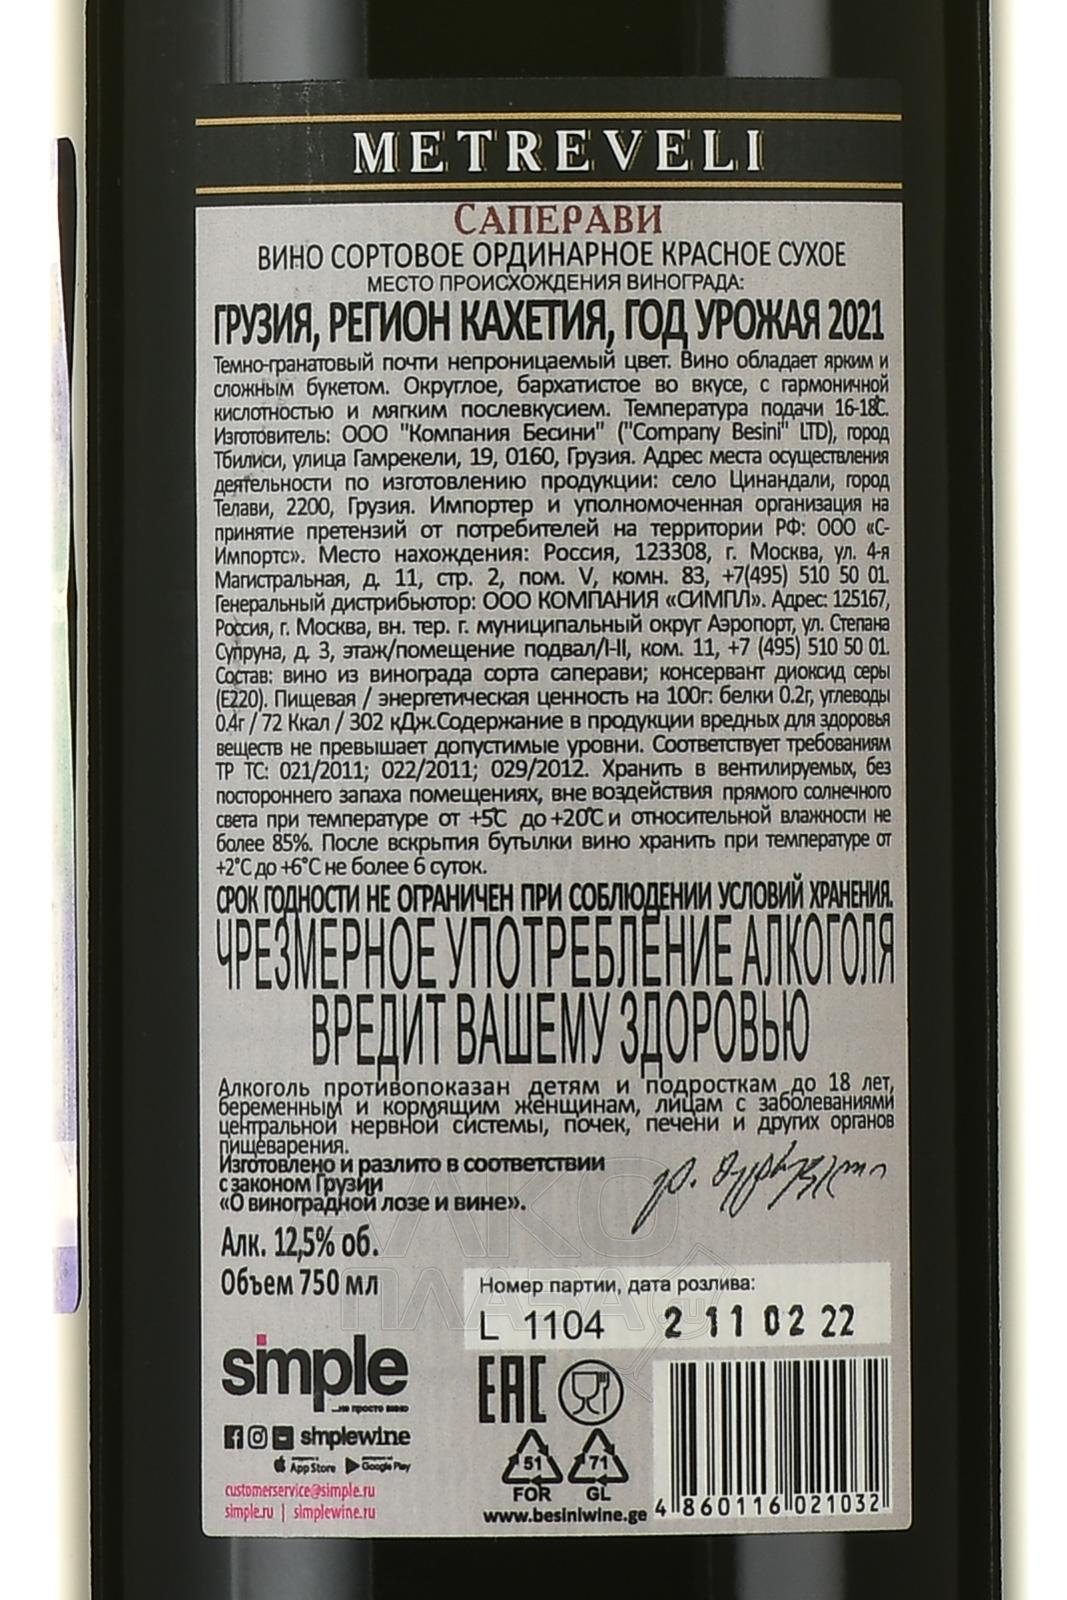 METREVELI
САПЕРАВИ
ВИНО СОРТОВОЕ ОРДИНАРНОЕ КРАСНОЕ СУХОЕ
МЕСТО ПРОИСХОЖДЕНИЯ ВИНОГРАДА:
ГРУЗИЯ, РЕГИОН КАХЕТИЯ, ГОД УРОЖАЯ 2021
Темно-гранатовый почти непроницаемый цвет. Вино обладает ярким и
сложным букетом. Округлое, бархатистое во вкусе, с гармоничной
кислотностью и мягким послевкусием. Температура подачи 16-18°С.
Изготовитель: ООО "Компания Бесини" ("Company Besini" LTD), город
Тбилиси, улица Гамрекели, 19, 0160, Грузия. Адрес места осуществления
деятельности по изготовлению продукции: село Цинандали, город
Телави, 2200, Грузия. Импортер и уполномоченная организация на
принятие претензий от потребителей на территории РФ: ООО «С-
Импортс». Место нахождения: Россия, 123308, г. Москва, ул. 4-я
Магистральная, д. 11, стр. 2, пом. V, комн. 83, +7(495) 510 50 01.
Генеральный дистрибьютор: ООО КОМПАНИЯ «СИМПЛ». Адрес: 125167,
Россия, г. Москва, вн. тер. г. муниципальный округ Аэропорт, ул. Степана
Супруна, д. 3, этаж/помещение подвал/I-II, ком. 11, +7 (495) 510 50 01.
Состав: вино из винограда сорта саперави; консервант диоксид серы
(Е220). Пищевая / энергетическая ценность на 100г: белки 0.2г, углеводы
0.4г / 72 Ккал / 302 кДж.Содержание в продукции вредных для здоровья
веществ не превышает допустимые уровни. Соответствует требованиям
ТР ТС: 021/2011; 022/2011; 029/2012. Хранить в вентилируемых, без
постороннего запаха помещениях, вне воздействия прямого солнечного
света при температуре от +5°С до +20°С и относительной влажности не
более 85%. После вскрытия бутылки вино хранить при температуре от
+2°С до +6°С не более 6 суток.
СРОК ГОДНОСТИ НЕ ОГРАНИЧЕН ПРИ СОБЛЮДЕНИИ УСЛОВИЙ ХРАНЕНИЯ.
ЧРЕЗМЕРНОЕ УПОТРЕБЛЕНИЕ АЛКОГОЛЯ
ВРЕДИТ ВАШЕМУ ЗДОРОВЬЮ
Алкоголь противопоказан детям и подросткам до 18 лет,
беременным и кормящим женщинам, лицам с заболеваниями
центральной нервной системы, почек, печени и других органов
пищеварения.
Изготовлено и разлито в соответствии
с законом Грузии
«О виноградной лозе и вине».
Алк. 12,5% об.
Объем 750 мл
Номер партии, дата розлива:
L 1104 2 11 02 22
simple
...не просто вино
simplewine
App Store Google Play
customerservice@simple.ru
simple.ru | simplewine.ru
EAC
51 71
FOR GL
www.besiniwine.ge
4 860116 021032
АЛКО
ПЛАЗА
.ru